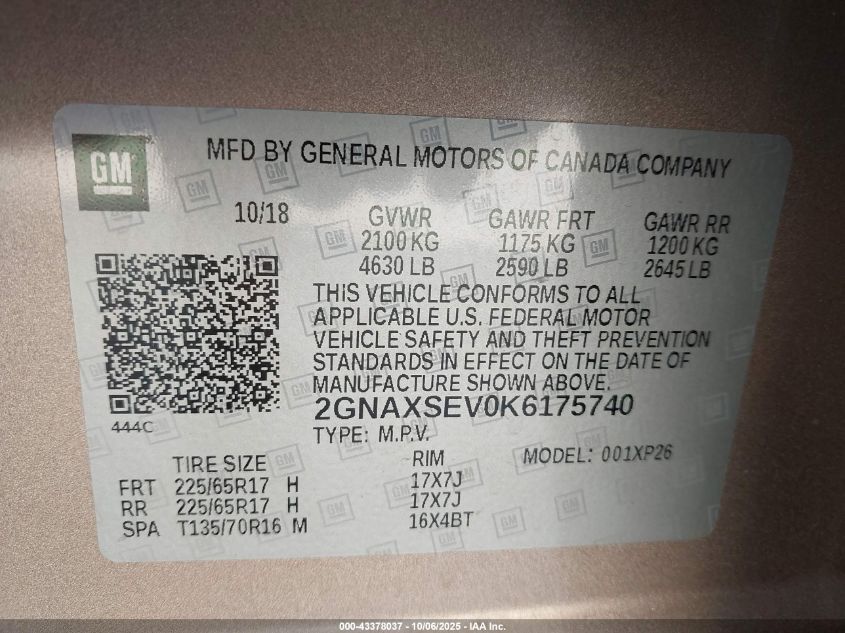 GM
MFD BY GENERAL MOTORS OF CANADA COMPANY
10/18
GVWR GAWR FRT GAWR RR
2100 KG 1175 KG 1200 KG
4630 LB 2590 LB 2645 LB
THIS VEHICLE CONFORMS TO ALL
APPLICABLE U.S. FEDERAL MOTOR
VEHICLE SAFETY AND THEFT PREVENTION
STANDARDS IN EFFECT ON THE DATE OF
MANUFACTURE SHOWN ABOVE.
2GNAXSEV0K6175740
444C
TYPE: M.P.V.
MODEL: 001XP26
TIRE SIZE RIM
FRT 225/65R17 H 17X7J
RR 225/65R17 H 17X7J
SPA T135/70R16 M 16X4BT
000-43378037 - 10/06/2025 - IAA Inc.